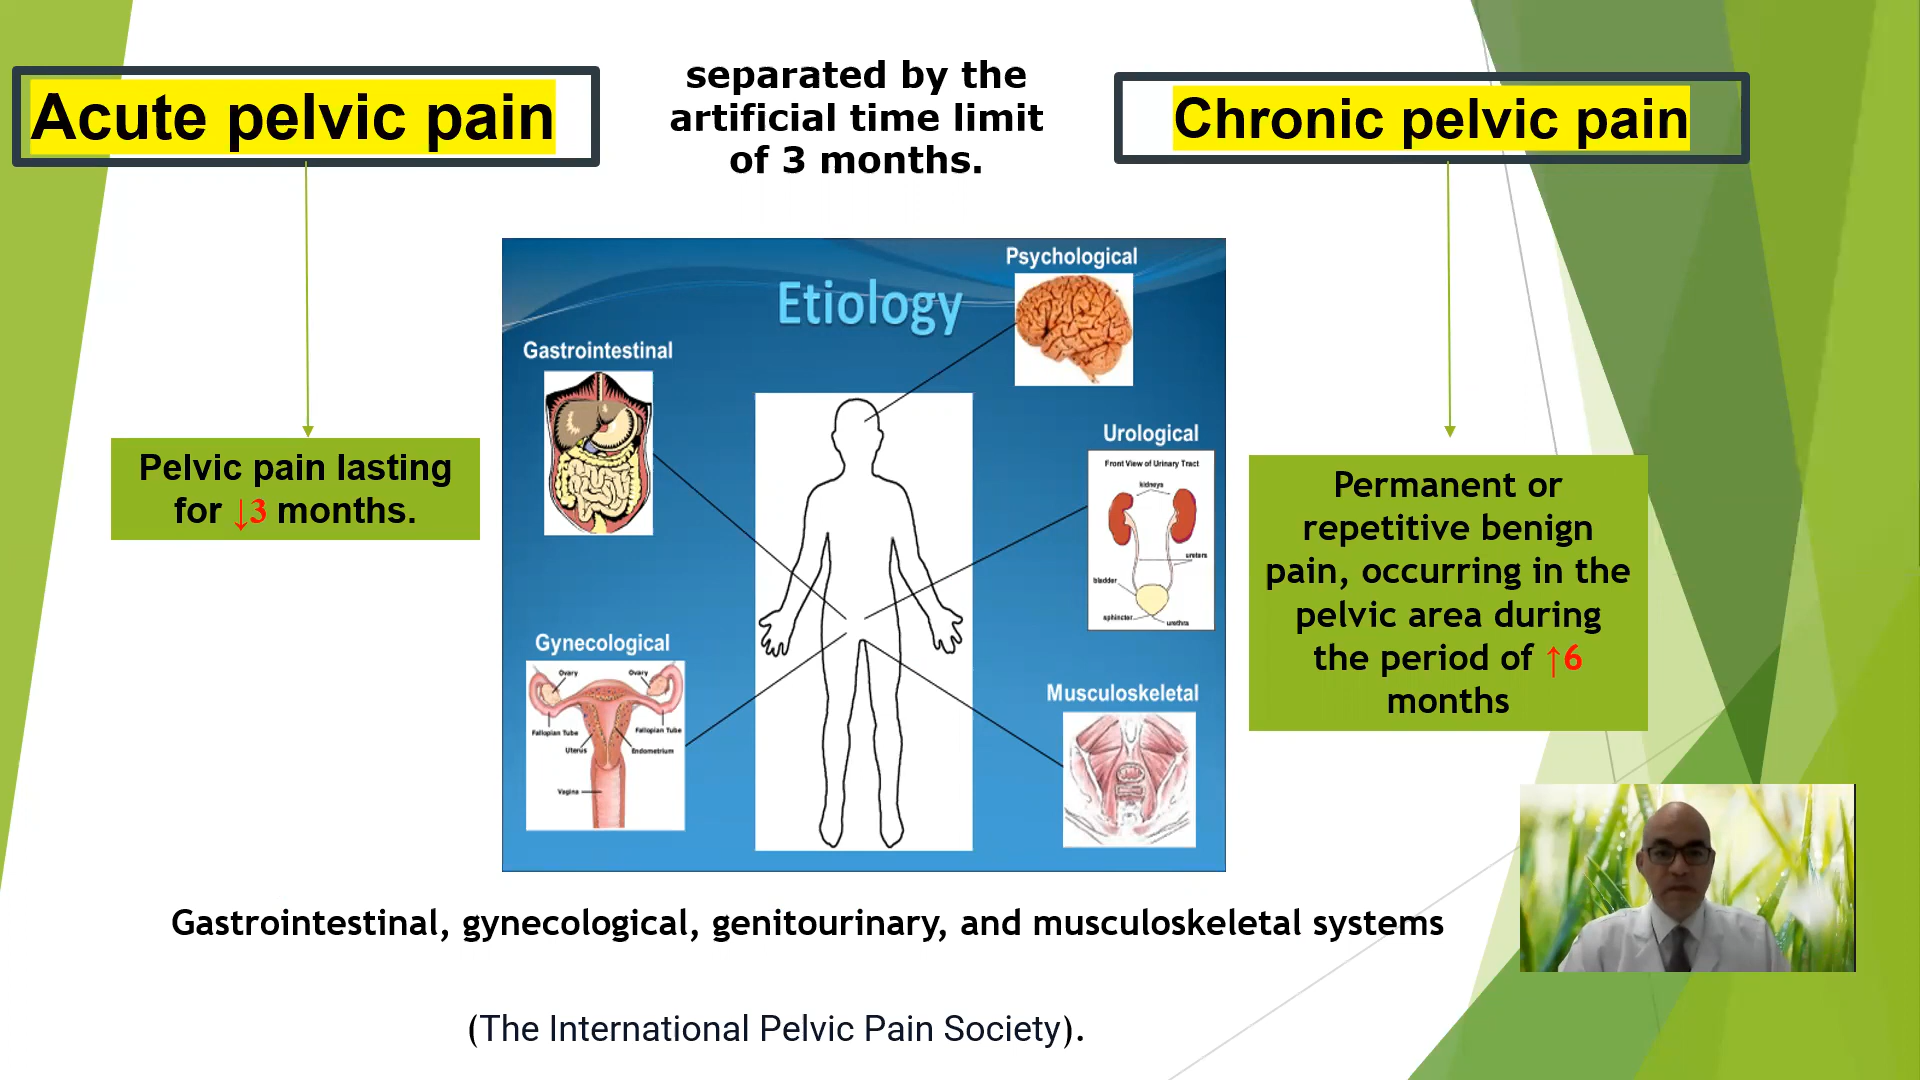 Acute pelvic pain
separated by the
artificial time limit
of 3 months.
Chronic pelvic pain
Pelvic pain lasting
for ↓3 months.
Etiology
Psychological
Gastrointestinal
Urological
Front View of Urinary Tract
kidneys
ureters
bladder
sphincter
urethra
Gynecological
Ovary
Ovary
Fallopian Tube
Fallopian Tube
Uterus
Endometrium
Vagina
Musculoskeletal
Permanent or
repetitive benign
pain, occurring in the
pelvic area during
the period of ↑6
months
Gastrointestinal, gynecological, genitourinary, and musculoskeletal systems
(The International Pelvic Pain Society).